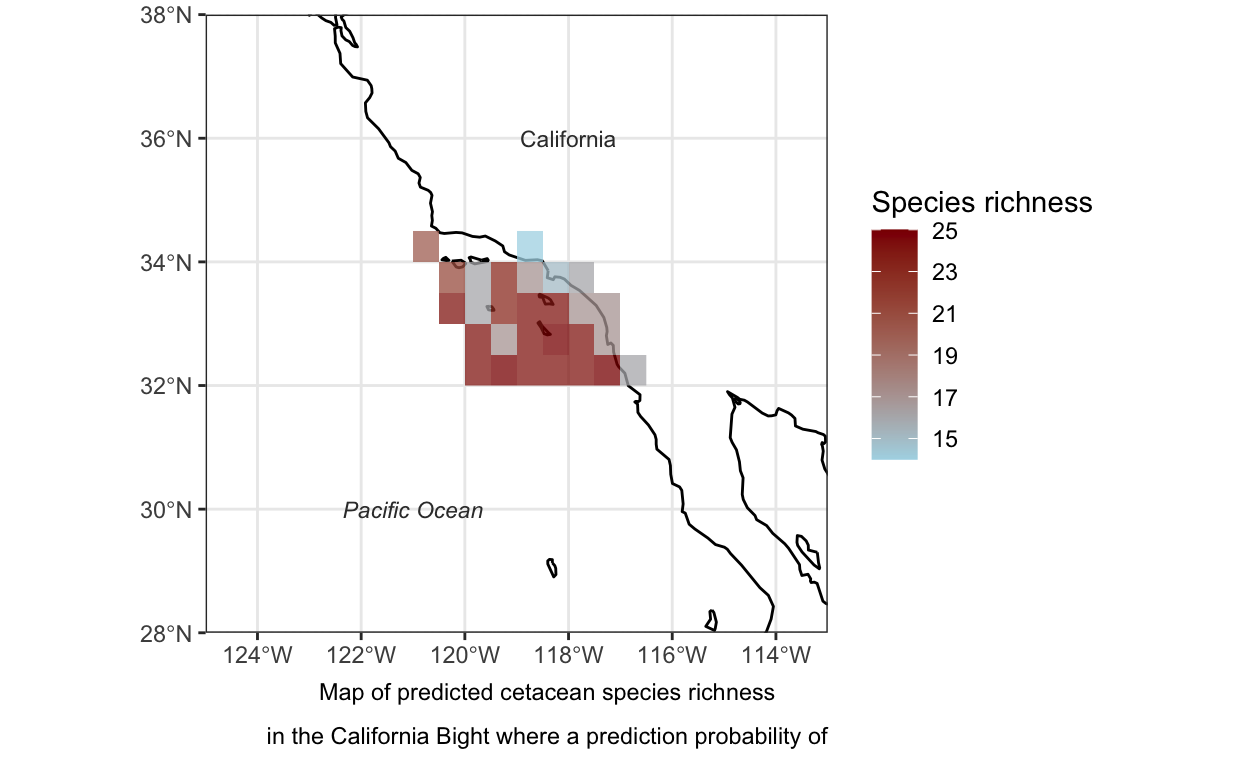 38°N
36°N
34°N
32°N
30°N
28°N
California
Pacific Ocean
124°W 122°W 120°W 118°W 116°W 114°W
Species richness
25
23
21
19
17
15
Map of predicted cetacean species richness
in the California Bight where a prediction probability of